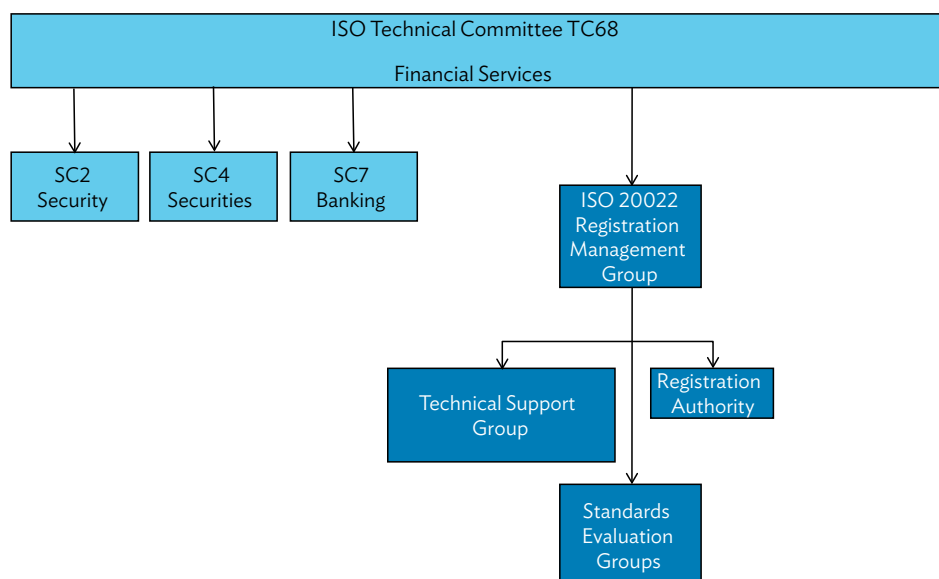 ISO Technical Committee TC68
Financial Services
SC2
Security
SC4
Securities
SC7
Banking
ISO 20022
Registration
Management
Group
Technical Support
Group
Registration
Authority
Standards
Evaluation
Groups